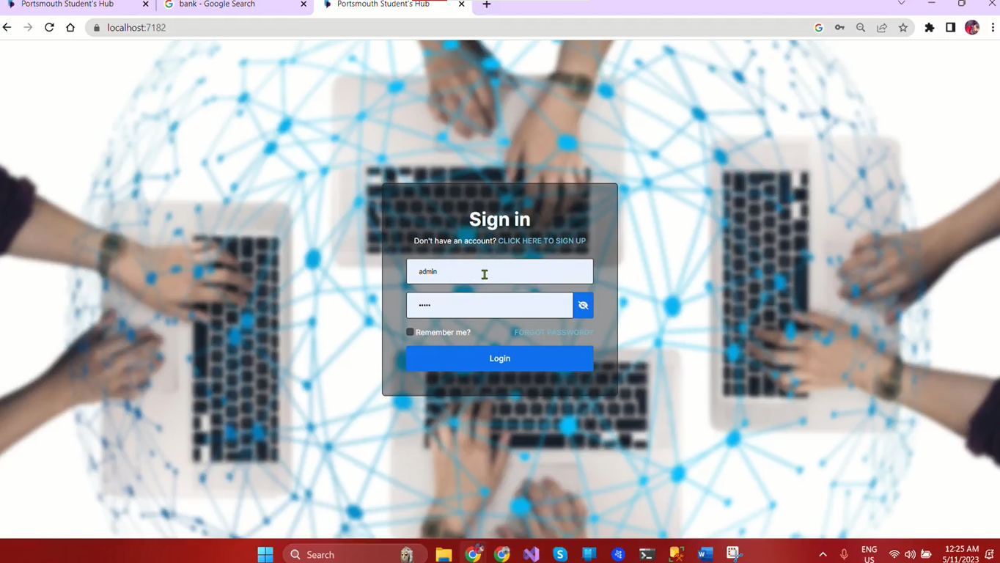 Portsmouth Student's Hub
bank - Google Search
Portsmouth Student's Hub
localhost:7182
Sign in
Don't have an account? CLICK HERE TO SIGN UP
admin
•••••
Remember me?
FORGOT PASSWORD?
Login
Search
ENG
US
12:25 AM
5/11/2023